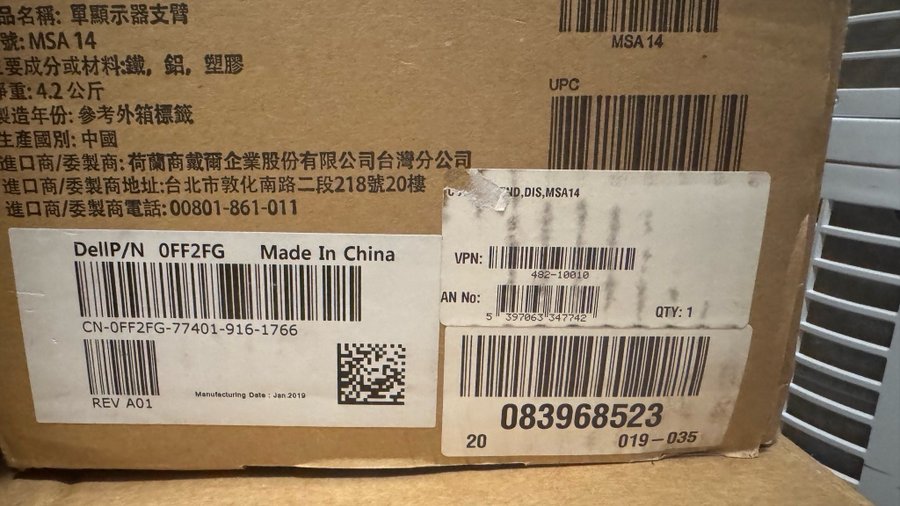 品名稱: 單顯示器支臂
號: MSA 14
要成分或材料:鐵, 鋁, 塑膠
淨重: 4.2 公斤
製造年份: 參考外箱標籤
生產國別: 中國
進口商/委製商: 荷蘭商戴爾企業股份有限公司台灣分公司
進口商/委製商地址:台北市敦化南路二段218號20樓
進口商/委製商電話: 00801-861-011
MSA 14
UPC
DellP/N 0FF2FG Made In China
CN-0FF2FG-77401-916-1766
REV A01
Manufacturing Date : Jan.2019
ND,DIS,MSA14
VPN:
482-10010
AN No:
5 397063 347742
QTY: 1
083968523
20 019-035